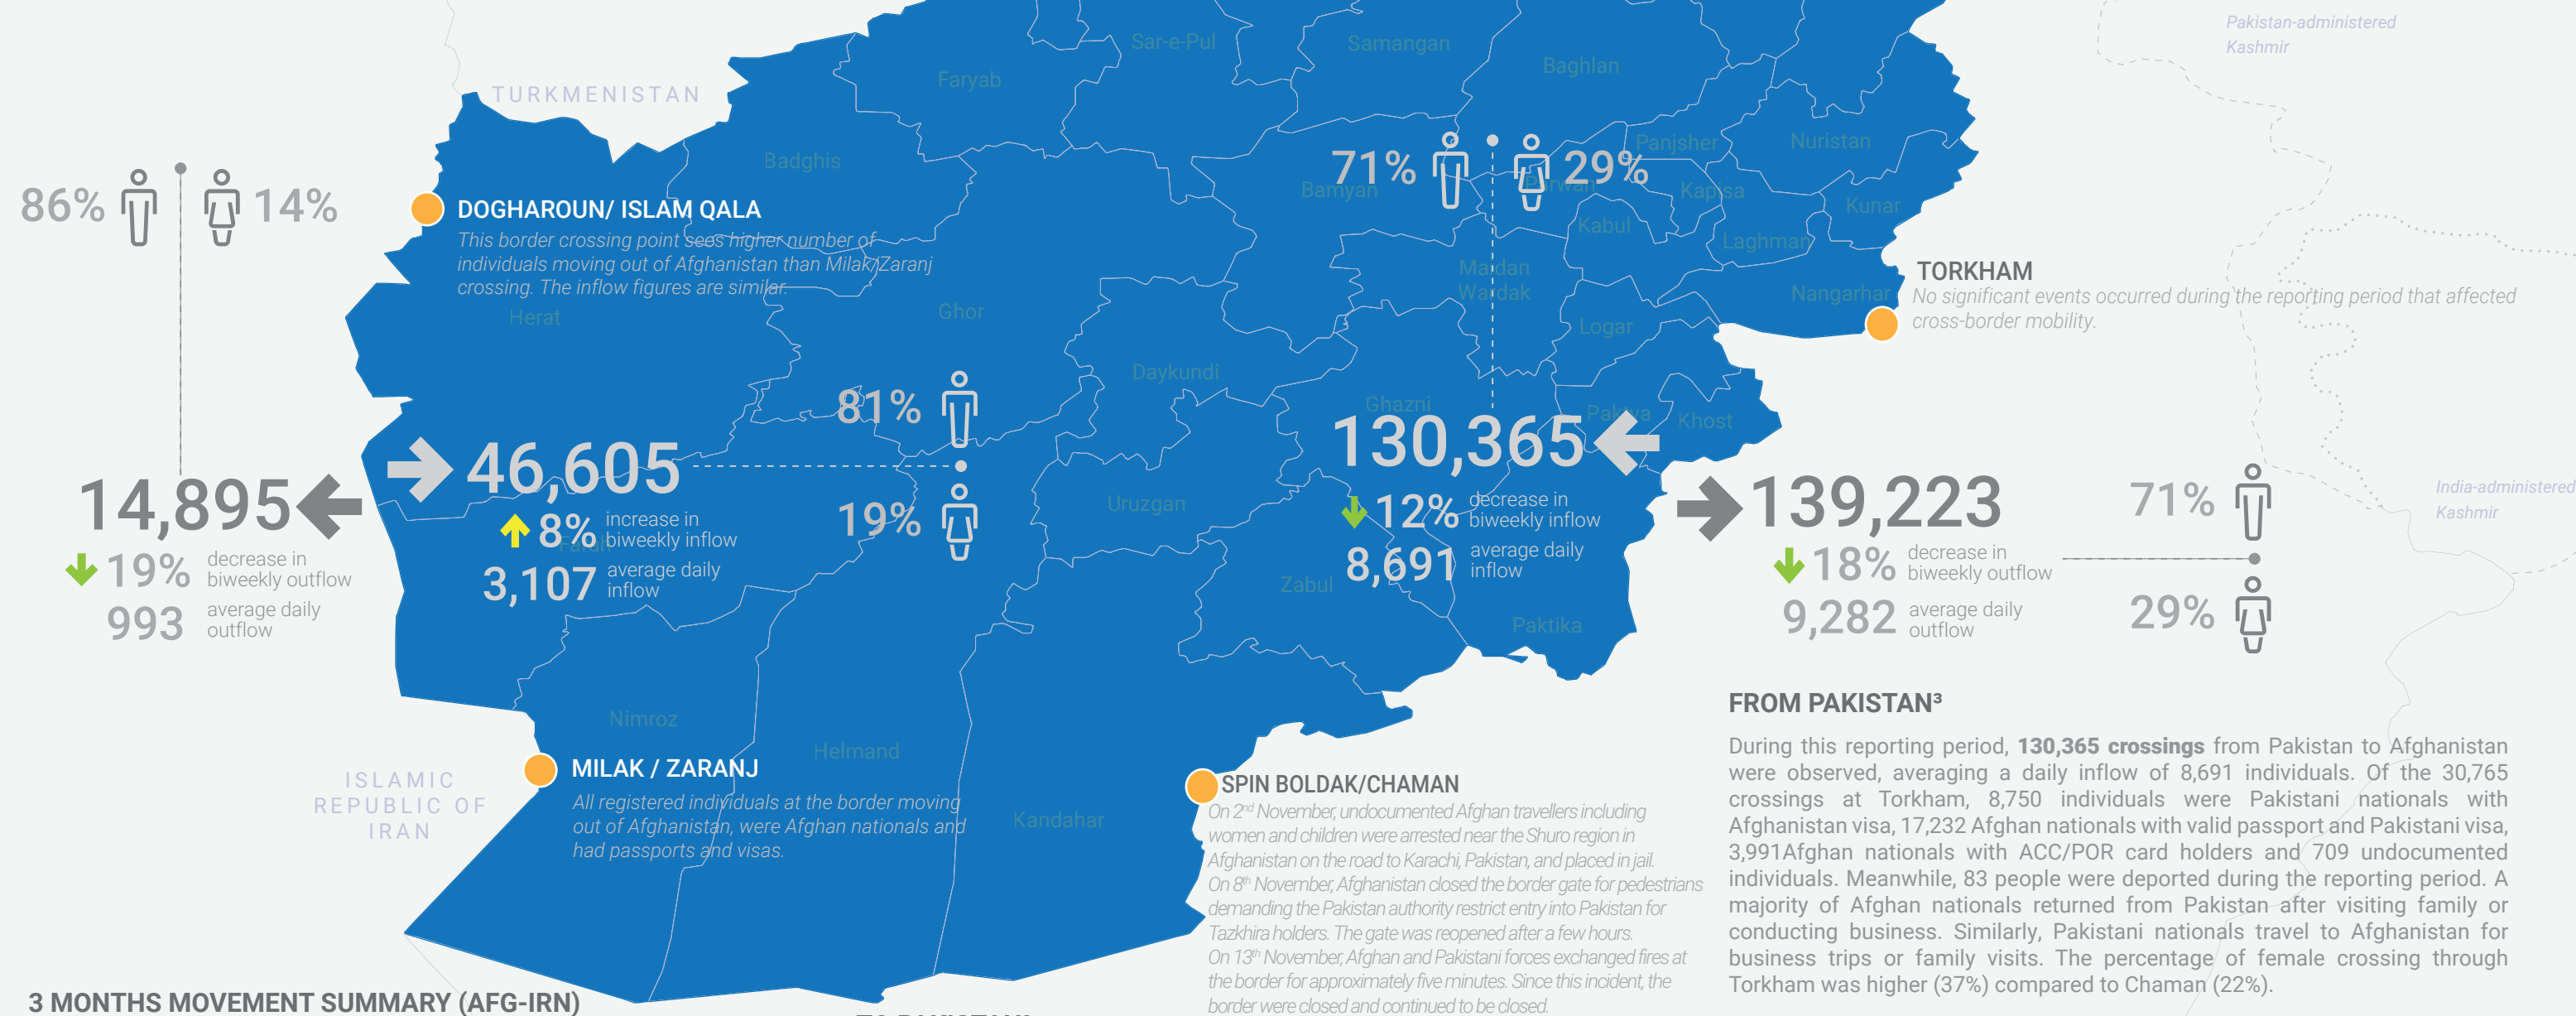 Pakistan-administered
Kashmir
Sar-e-Pul
Samangan
Baghlan
Faryab
TURKMENISTAN
Badghis
Panjsher
Nuristan
Bamyan
Parwan
Kapisa
Kunar
Kabul
Laghman
86%
14%
71%
29%
DOGHAROUN/ ISLAM QALA
This border crossing point sees higher number of
individuals moving out of Afghanistan than Milak/Zaranj
crossing. The inflow figures are similar.
Herat
Ghor
Maidan
Wardak
Nangarhar
Logar
TORKHAM
No significant events occurred during the reporting period that affected
cross-border mobility.
Daykundi
Ghazni
Paktya
Khost
81%
19%
14,895
19% decrease in
biweekly outflow
993 average daily
outflow
46,605
8% increase in
biweekly inflow
3,107 average daily
inflow
Farah
Uruzgan
130,365
12% decrease in
biweekly inflow
8,691 average daily
inflow
Zabul
Paktika
139,223
18% decrease in
biweekly outflow
9,282 average daily
outflow
71%
29%
India-administered
Kashmir
Nimroz
Helmand
Kandahar
ISLAMIC
REPUBLIC OF
IRAN
MILAK / ZARANJ
All registered individuals at the border moving
out of Afghanistan, were Afghan nationals and
had passports and visas.
SPIN BOLDAK/CHAMAN
On 2nd November, undocumented Afghan travellers including
women and children were arrested near the Shuro region in
Afghanistan on the road to Karachi, Pakistan, and placed in jail.
On 8th November, Afghanistan closed the border gate for pedestrians
demanding the Pakistan authority restrict entry into Pakistan for
Tazkhira holders. The gate was reopened after a few hours.
On 13th November, Afghan and Pakistani forces exchanged fires at
the border for approximately five minutes. Since this incident, the
border were closed and continued to be closed.
FROM PAKISTAN³
During this reporting period, 130,365 crossings from Pakistan to Afghanistan
were observed, averaging a daily inflow of 8,691 individuals. Of the 30,765
crossings at Torkham, 8,750 individuals were Pakistani nationals with
Afghanistan visa, 17,232 Afghan nationals with valid passport and Pakistani visa,
3,991Afghan nationals with ACC/POR card holders and 709 undocumented
individuals. Meanwhile, 83 people were deported during the reporting period. A
majority of Afghan nationals returned from Pakistan after visiting family or
conducting business. Similarly, Pakistani nationals travel to Afghanistan for
business trips or family visits. The percentage of female crossing through
Torkham was higher (37%) compared to Chaman (22%).
3 MONTHS MOVEMENT SUMMARY (AFG-IRN)